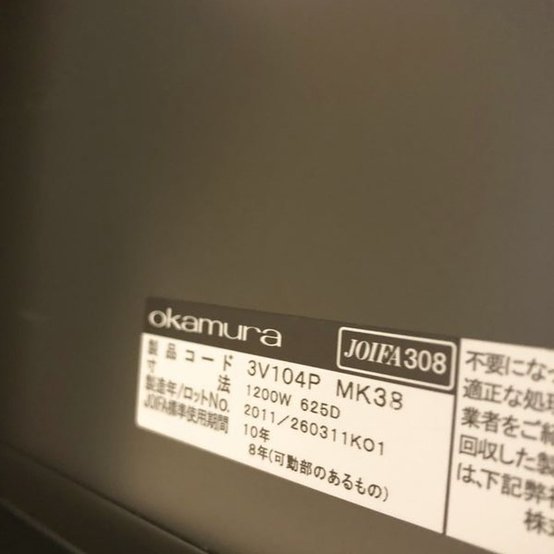 okamura
JOIFA308
製品コード 3V104P MK38
寸法 1200W 625D
製造年/ロットNO. 2011/260311K01
JOIFA標準使用期間 10年
8年(可動部のあるもの)
不要にな
適正な処
業者をご
回収した製
は、下記弊
株